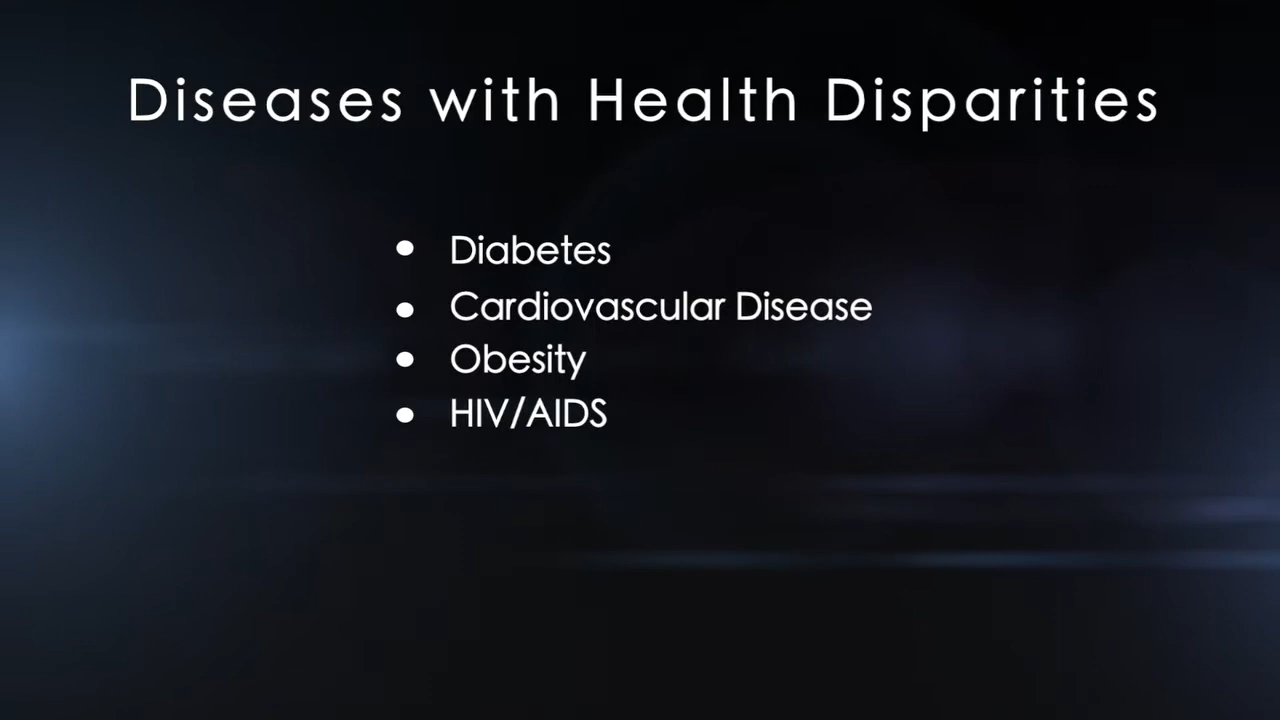 Diseases with Health Disparities
• Diabetes
• Cardiovascular Disease
• Obesity
• HIV/AIDS